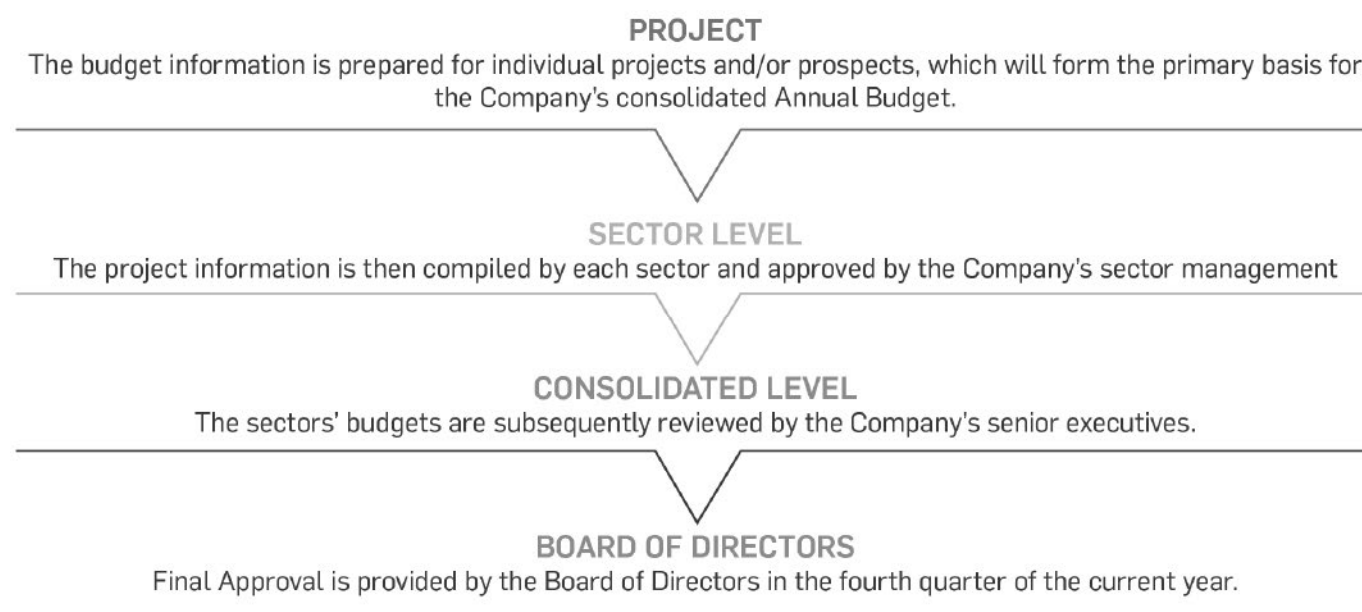 PROJECT
The budget information is prepared for individual projects and/or prospects, which will form the primary basis for
the Company's consolidated Annual Budget.
SECTOR LEVEL
The project information is then compiled by each sector and approved by the Company's sector management
CONSOLIDATED LEVEL
The sectors' budgets are subsequently reviewed by the Company's senior executives.
BOARD OF DIRECTORS
Final Approval is provided by the Board of Directors in the fourth quarter of the current year.